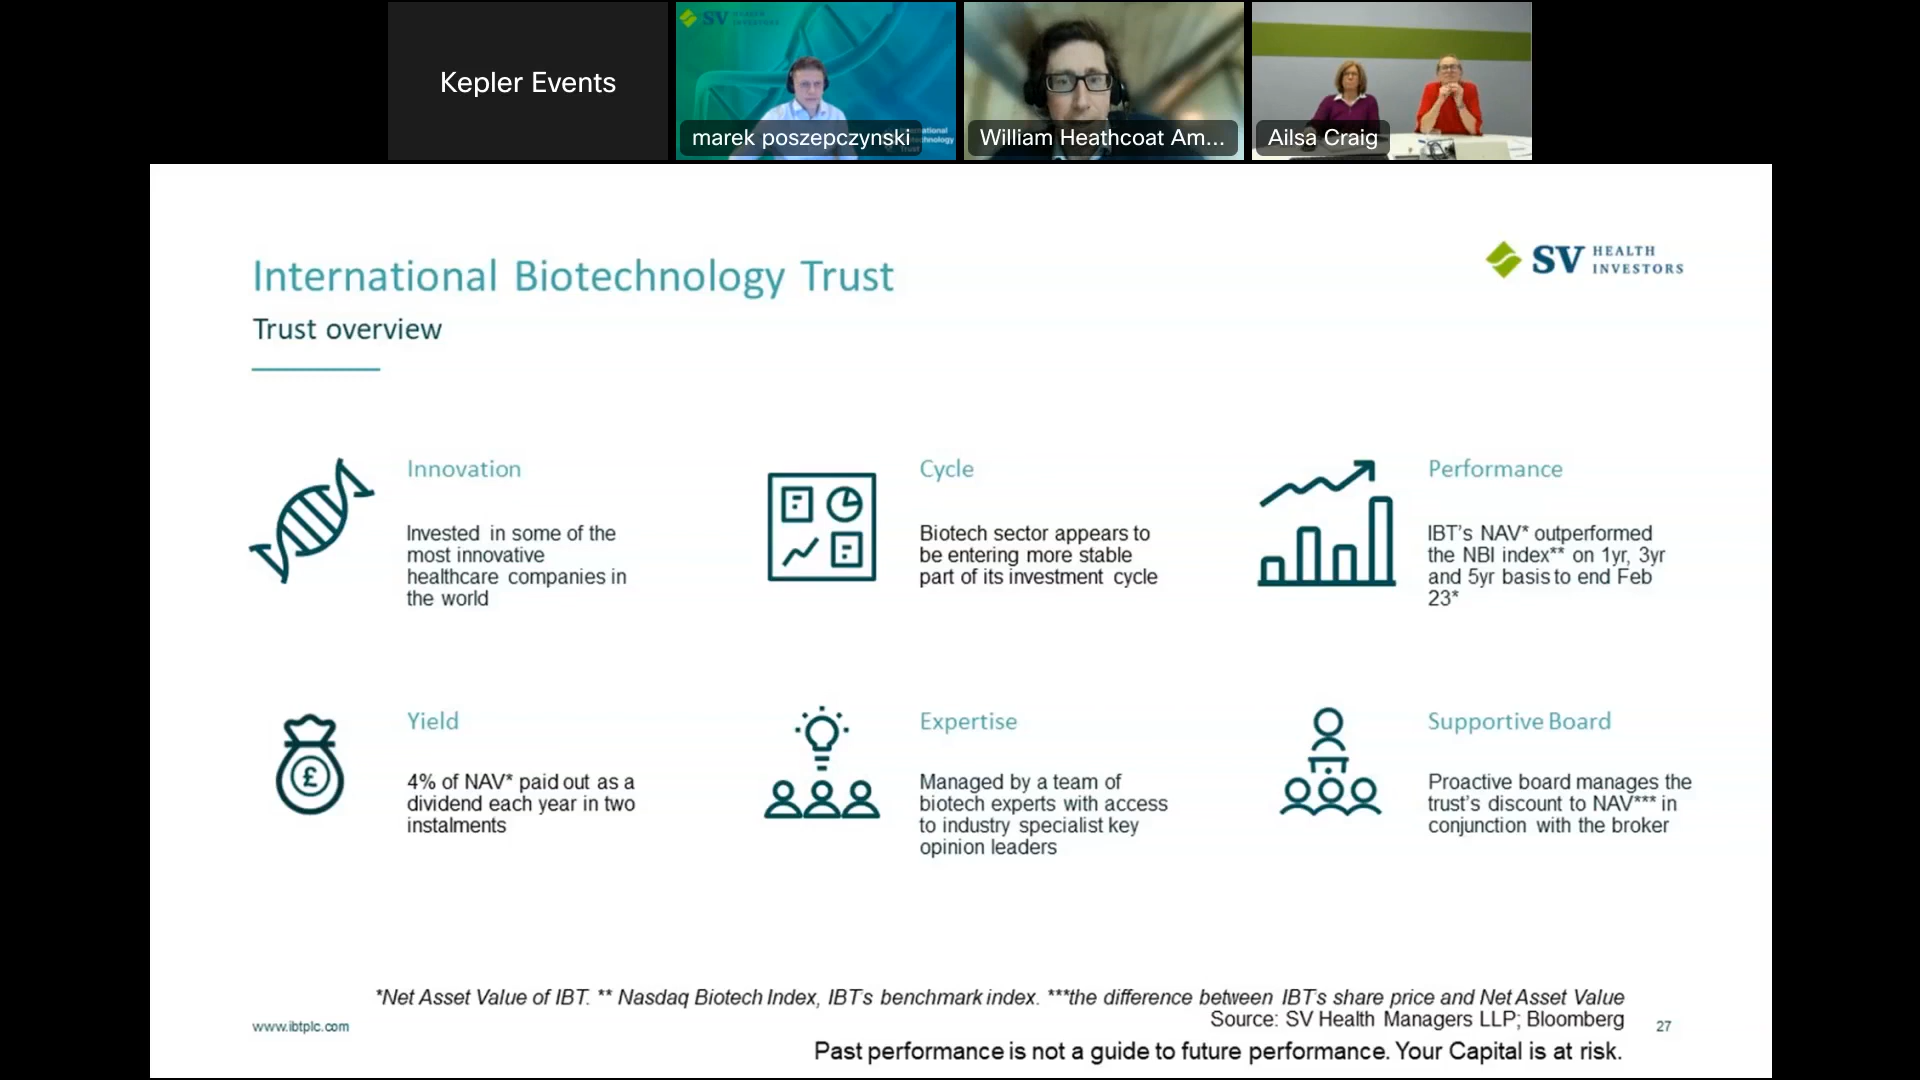 Kepler Events
SV HEALTH
INVESTORS
marek poszepczynski
William Heathcoat Am...
Ailsa Craig
International Biotechnology Trust
Trust overview
SV HEALTH
INVESTORS
Innovation
Invested in some of the
most innovative
healthcare companies in
the world
Cycle
Biotech sector appears to
be entering more stable
part of its investment cycle
Performance
IBT's NAV* outperformed
the NBI index** on 1yr, 3yr
and 5yr basis to end Feb
23*
£
Yield
4% of NAV* paid out as a
dividend each year in two
instalments
Expertise
Managed by a team of
biotech experts with access
to industry specialist key
opinion leaders
Supportive Board
Proactive board manages the
trust's discount to NAV*** in
conjunction with the broker
*Net Asset Value of IBT. ** Nasdaq Biotech Index, IBT's benchmark index. ***the difference between IBT's share price and Net Asset Value
Source: SV Health Managers LLP; Bloomberg
www.ibtplc.com
27
Past performance is not a guide to future performance. Your Capital is at risk.